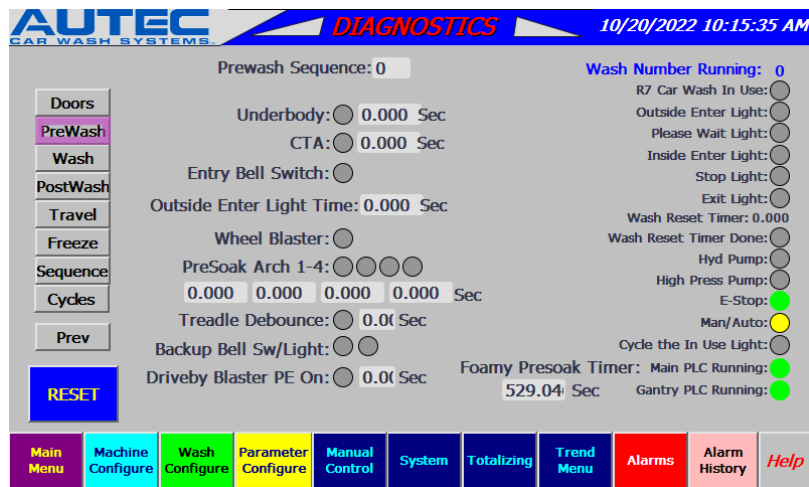 AUTEC
CAR WASH SYSTEMS
DIAGNOSTICS
10/20/2022 10:15:35 AM
Prewash Sequence: 0
Wash Number Running: 0
Doors
PreWash
Wash
PostWash
Travel
Freeze
Sequence
Cycles
Prev
RESET
Underbody: 0.000 Sec
CTA: 0.000 Sec
Entry Bell Switch:
Outside Enter Light Time: 0.000 Sec
Wheel Blaster:
PreSoak Arch 1-4:
0.000 0.000 0.000 0.000 Sec
Treadle Debounce: 0.0( Sec
Backup Bell Sw/Light:
Driveby Blaster PE On: 0.0( Sec
Foamy Presoak Timer:
529.04 Sec
R7 Car Wash In Use:
Outside Enter Light:
Please Wait Light:
Inside Enter Light:
Stop Light:
Exit Light:
Wash Reset Timer: 0.000
Wash Reset Timer Done:
Hyd Pump:
High Press Pump:
E-Stop:
Man/Auto:
Cycle the In Use Light:
Main PLC Running:
Gantry PLC Running:
Main Menu
Machine Configure
Wash Configure
Parameter Configure
Manual Control
System
Totalizing
Trend Menu
Alarms
Alarm History
Help